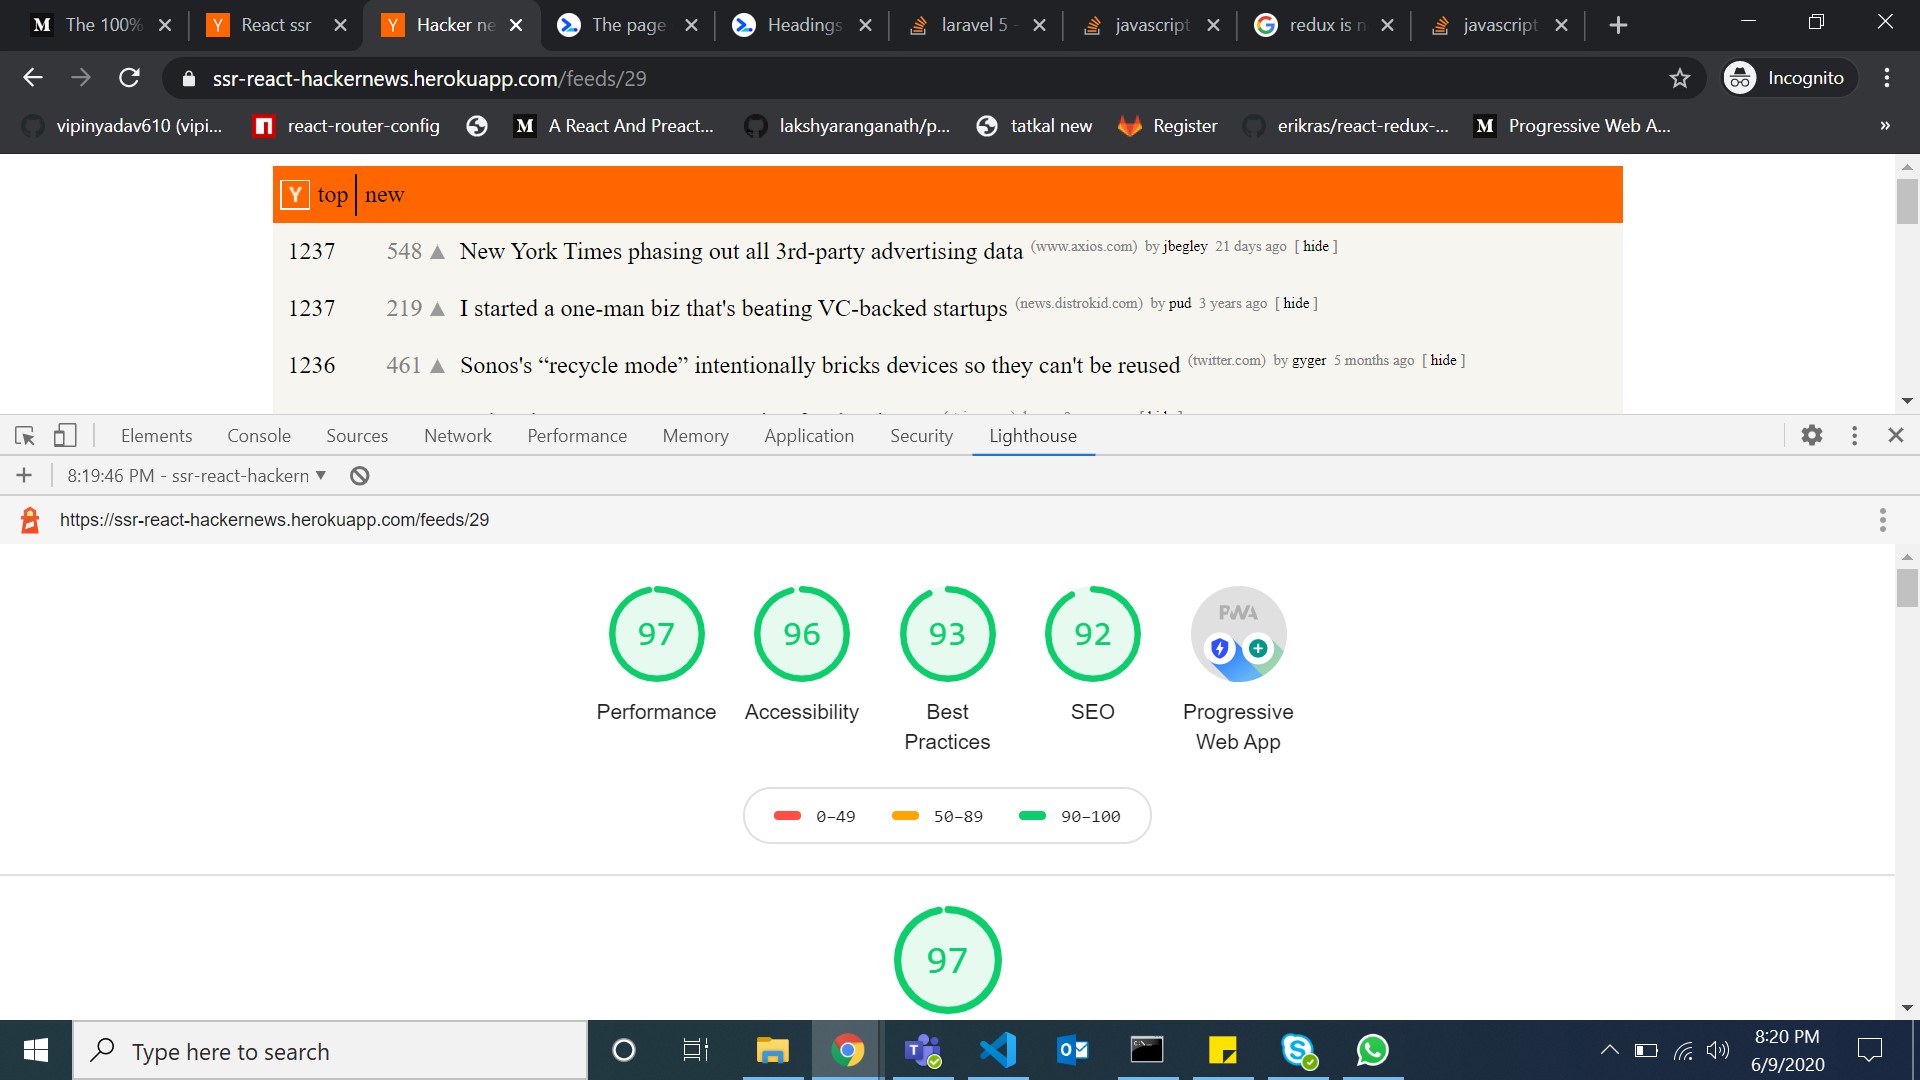 M The 100%
Y React ssr
Y Hacker ne
The page
Headings
laravel 5 -
javascript
redux is n
javascript
ssr-react-hackernews.herokuapp.com/feeds/29
Incognito
vipinyadav610 (vipi...
n react-router-config
M A React And Preact...
lakshyaranganath/p...
tatkal new
Register
erikras/react-redux-...
M Progressive Web A...
»
Y top new
1237 548 ▲ New York Times phasing out all 3rd-party advertising data (www.axios.com) by jbegley 21 days ago [ hide ]
1237 219 ▲ I started a one-man biz that's beating VC-backed startups (news.distrokid.com) by pud 3 years ago [ hide ]
1236 461 ▲ Sonos's “recycle mode” intentionally bricks devices so they can't be reused (twitter.com) by gyger 5 months ago [ hide ]
Elements Console Sources Network Performance Memory Application Security Lighthouse
8:19:46 PM - ssr-react-hackern ▼
https://ssr-react-hackernews.herokuapp.com/feeds/29
97 96 93 92 PWA
Performance Accessibility Best Practices SEO Progressive Web App
0–49 50–89 90–100
97
Type here to search
8:20 PM
6/9/2020